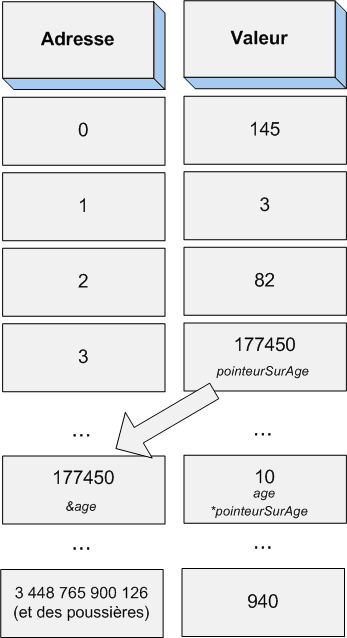 Adresse Valeur
0 145
1 3
2 82
3 177450
pointeurSurAge
... ...
177450 10
&age age
*pointeurSurAge
... ...
3 448 765 900 126 940
(et des poussières)